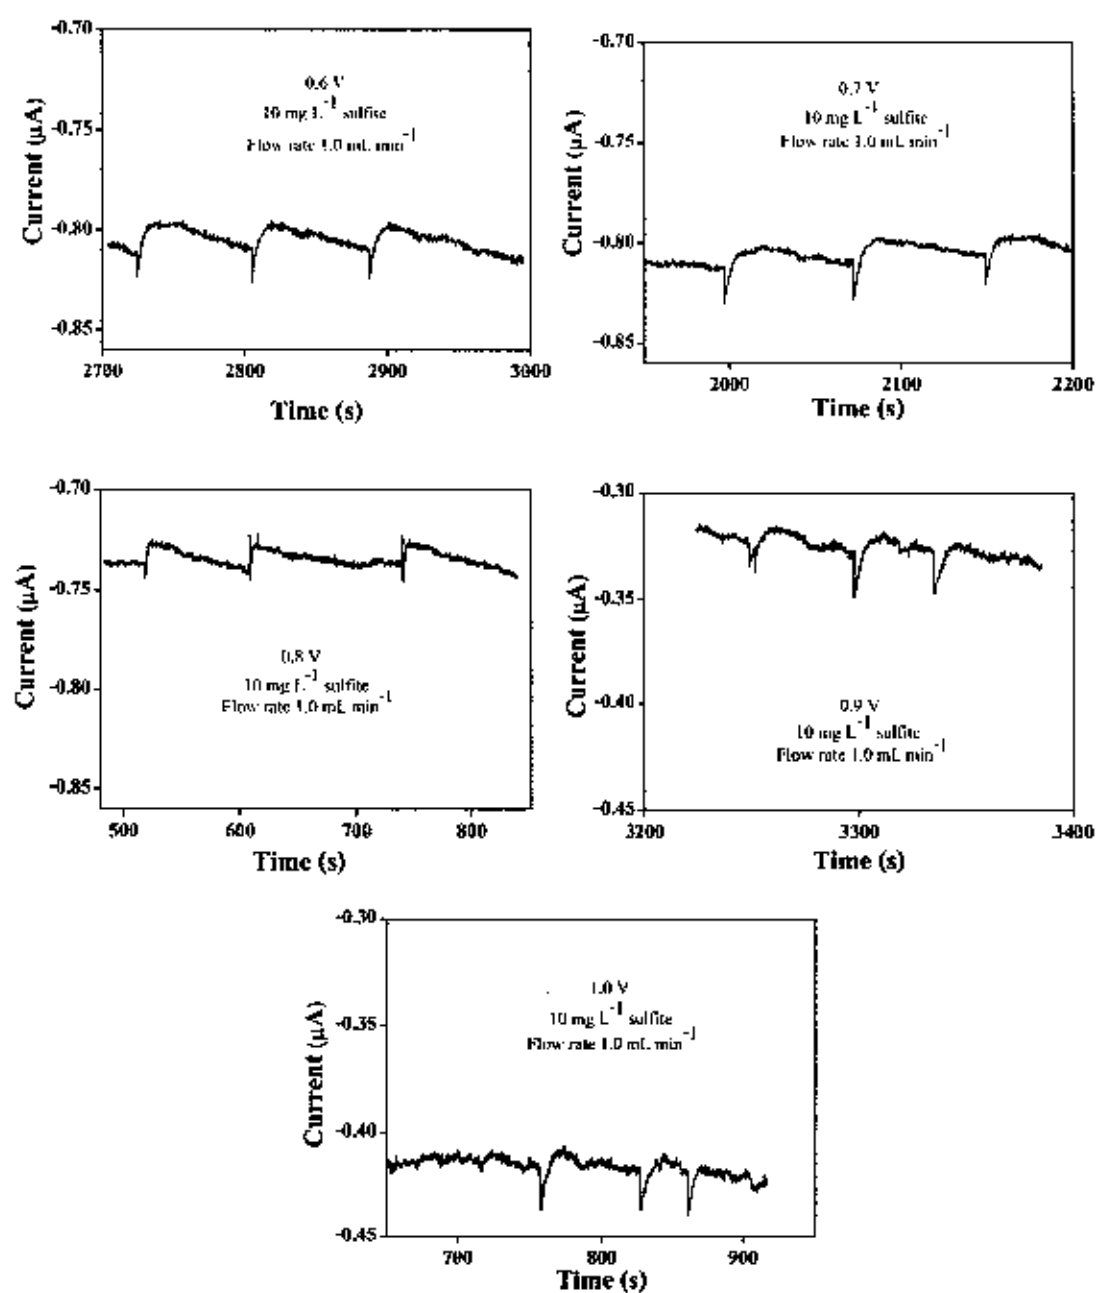 -0.70
-0.75
-0.80
-0.85
Current (μA)
0.6 V
10 mg L⁻¹ sulfite
Flow rate 1.0 mL min⁻¹
2700
2800
2900
3000
Time (s)
-0.70
-0.75
-0.80
-0.85
Current (μA)
0.7 V
10 mg L⁻¹ sulfite
Flow rate 1.0 mL min⁻¹
2000
2100
2200
Time (s)
-0.70
-0.75
-0.80
-0.85
Current (μA)
0.8 V
10 mg L⁻¹ sulfite
Flow rate 1.0 mL min⁻¹
500
600
700
800
Time (s)
-0.30
-0.35
-0.40
-0.45
Current (μA)
0.9 V
10 mg L⁻¹ sulfite
Flow rate 1.0 mL min⁻¹
3200
3300
3400
Time (s)
-0.30
-0.35
-0.40
-0.45
Current (μA)
1.0 V
10 mg L⁻¹ sulfite
Flow rate 1.0 mL min⁻¹
700
800
900
Time (s)